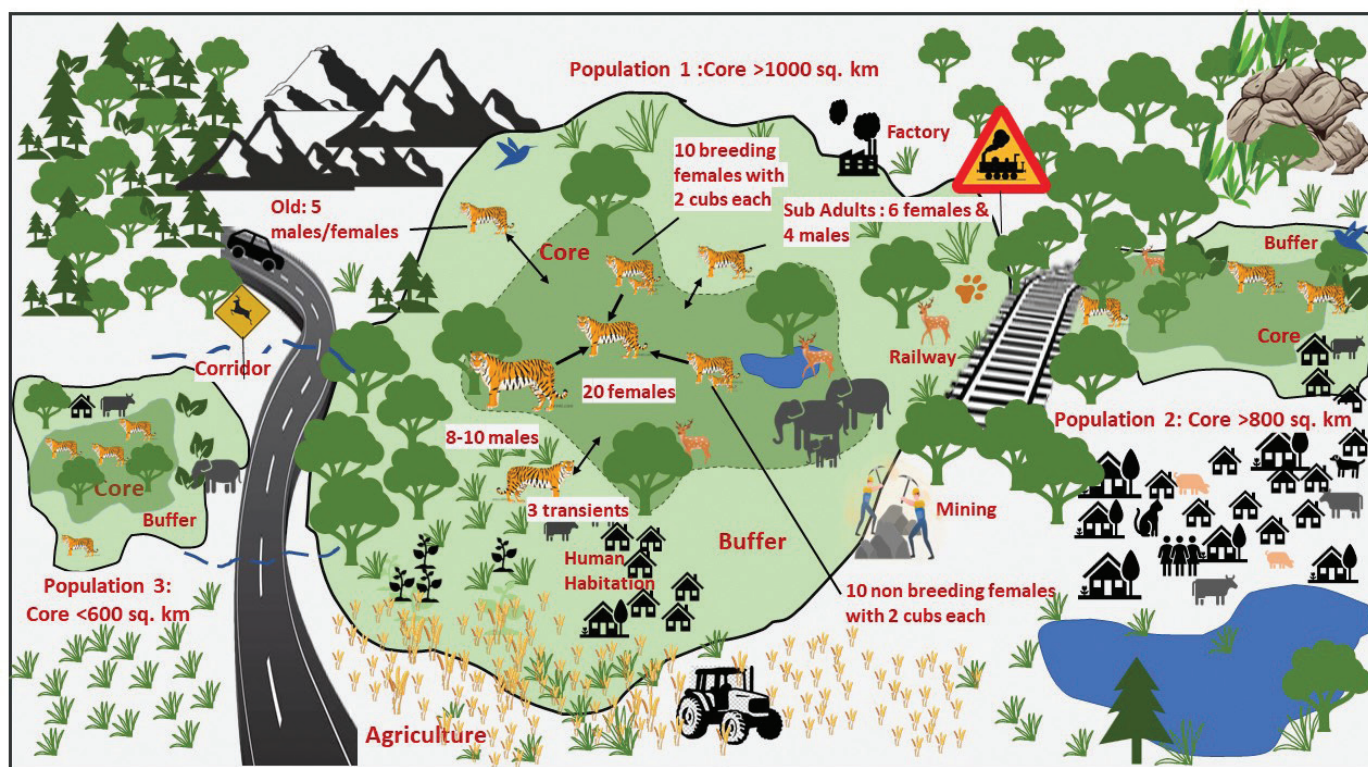 Population 1 :Core >1000 sq. km
Factory
10 breeding
females with
2 cubs each
Old: 5
males/females
Sub Adults : 6 females &
4 males
Core
Buffer
Corridor
Railway
Core
20 females
Population 2: Core >800 sq. km
8-10 males
Core
Buffer
3 transients
Mining
Buffer
Human
Habitation
Population 3:
Core <600 sq. km
10 non breeding females
with 2 cubs each
Agriculture